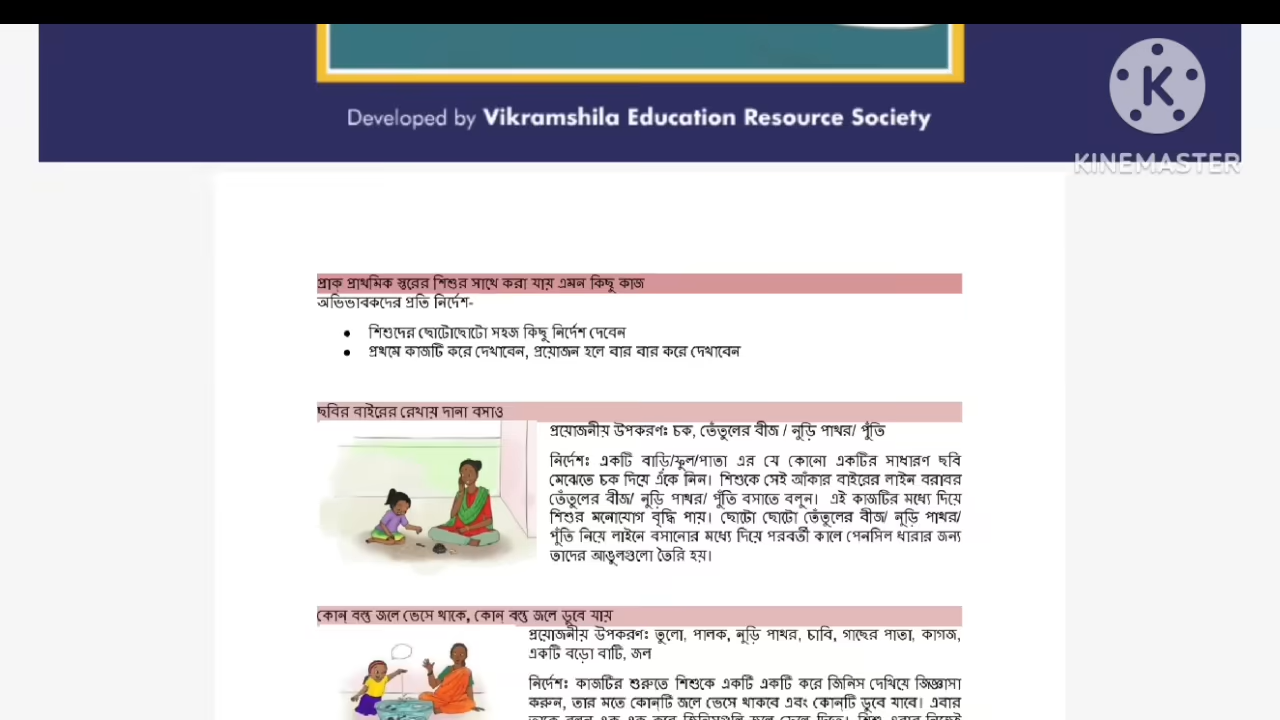 Developed by Vikramshila Education Resource Society
KINEMASTER
প্রাক প্রাথমিক স্তরের শিশুর সাথে করা যায় এমন কিছু কাজ
অভিভাবকদের প্রতি নির্দেশ-
• শিশুদের ছোটোছোটো সহজ কিছু নির্দেশ দেবেন
• প্রথমে কাজটি করে দেখাবেন, প্রয়োজন হলে বার বার করে দেখাবেন
ছবির বাইরের রেখায় দানা বসাও
প্রয়োজনীয় উপকরণঃ চক, তেঁতুলের বীজ / নুড়ি পাথর/ পুঁতি
নির্দেশঃ একটি বাড়ি/ফুল/পাতা এর যে কোনো একটির সাধারণ ছবি
মেঝেতে চক দিয়ে এঁকে নিন। শিশুকে সেই আঁকার বাইরের লাইন বরাবর
তেঁতুলের বীজ/ নুড়ি পাথর/ পুঁতি বসাতে বলুন। এই কাজটির মধ্যে দিয়ে
শিশুর মনোযোগ বৃদ্ধি পায়। ছোটো ছোটো তেঁতুলের বীজ/ নুড়ি পাথর/
পুঁতি নিয়ে লাইনে বসানোর মধ্যে দিয়ে পরবর্তী কালে পেনসিল ধারার জন্য
তাদের আঙুলগুলো তৈরি হয়।
কোন্ বস্তু জলে ভেসে থাকে, কোন্ বস্তু জলে ডুবে যায়
প্রয়োজনীয় উপকরণঃ তুলো, পালক, নুড়ি পাথর, চাবি, গাছের পাতা, কাগজ,
একটি বড়ো বাটি, জল
নির্দেশঃ কাজটির শুরুতে শিশুকে একটি একটি করে জিনিস দেখিয়ে জিজ্ঞাসা
করুন, তার মতে কোন্‌টি জলে ভেসে থাকবে এবং কোন্‌টি ডুবে যাবে। এবার